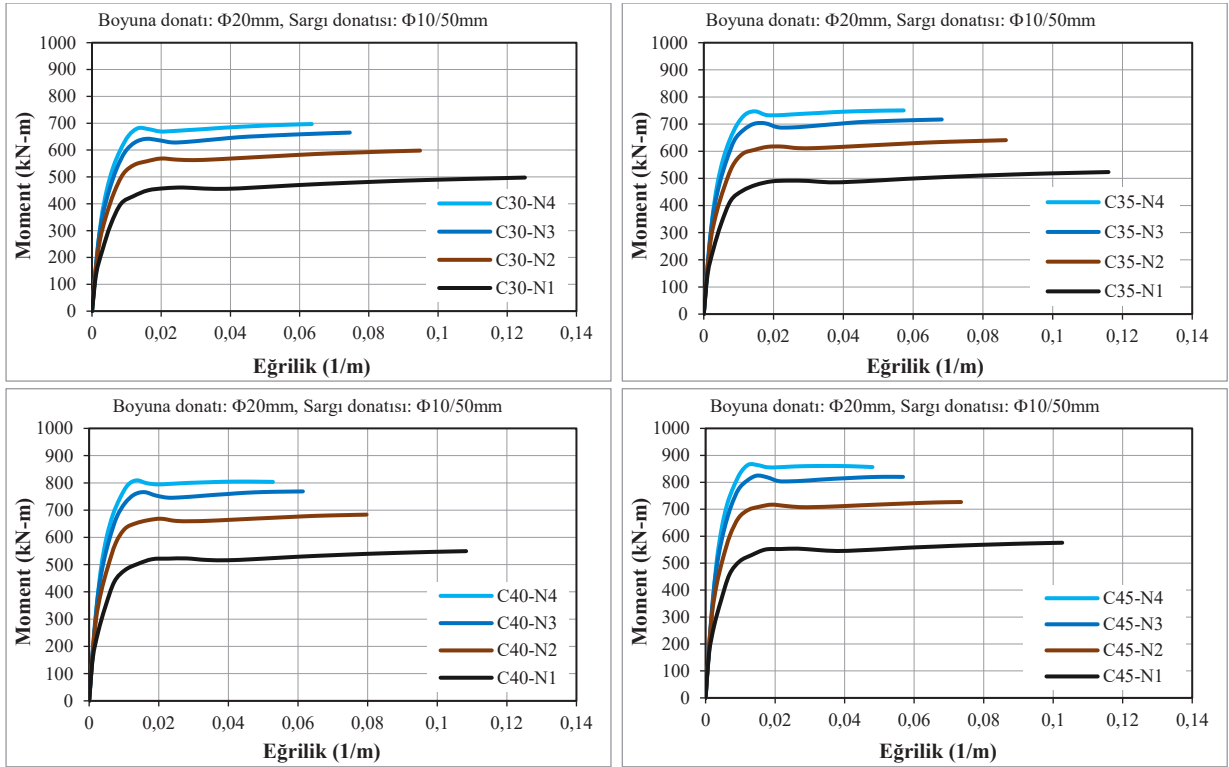 Boyuna donatı: Φ20mm, Sargı donatısı: Φ10/50mm
Moment (kN-m)
1000
900
800
700
600
500
400
300
200
100
0
C30-N4
C30-N3
C30-N2
C30-N1
0 0,02 0,04 0,06 0,08 0,1 0,12 0,14
Eğrilik (1/m)
Boyuna donatı: Φ20mm, Sargı donatısı: Φ10/50mm
Moment (kN-m)
1000
900
800
700
600
500
400
300
200
100
0
C35-N4
C35-N3
C35-N2
C35-N1
0 0,02 0,04 0,06 0,08 0,1 0,12 0,14
Eğrilik (1/m)
Boyuna donatı: Φ20mm, Sargı donatısı: Φ10/50mm
Moment (kN-m)
1000
900
800
700
600
500
400
300
200
100
0
C40-N4
C40-N3
C40-N2
C40-N1
0 0,02 0,04 0,06 0,08 0,1 0,12 0,14
Eğrilik (1/m)
Boyuna donatı: Φ20mm, Sargı donatısı: Φ10/50mm
Moment (kN-m)
1000
900
800
700
600
500
400
300
200
100
0
C45-N4
C45-N3
C45-N2
C45-N1
0 0,02 0,04 0,06 0,08 0,1 0,12 0,14
Eğrilik (1/m)